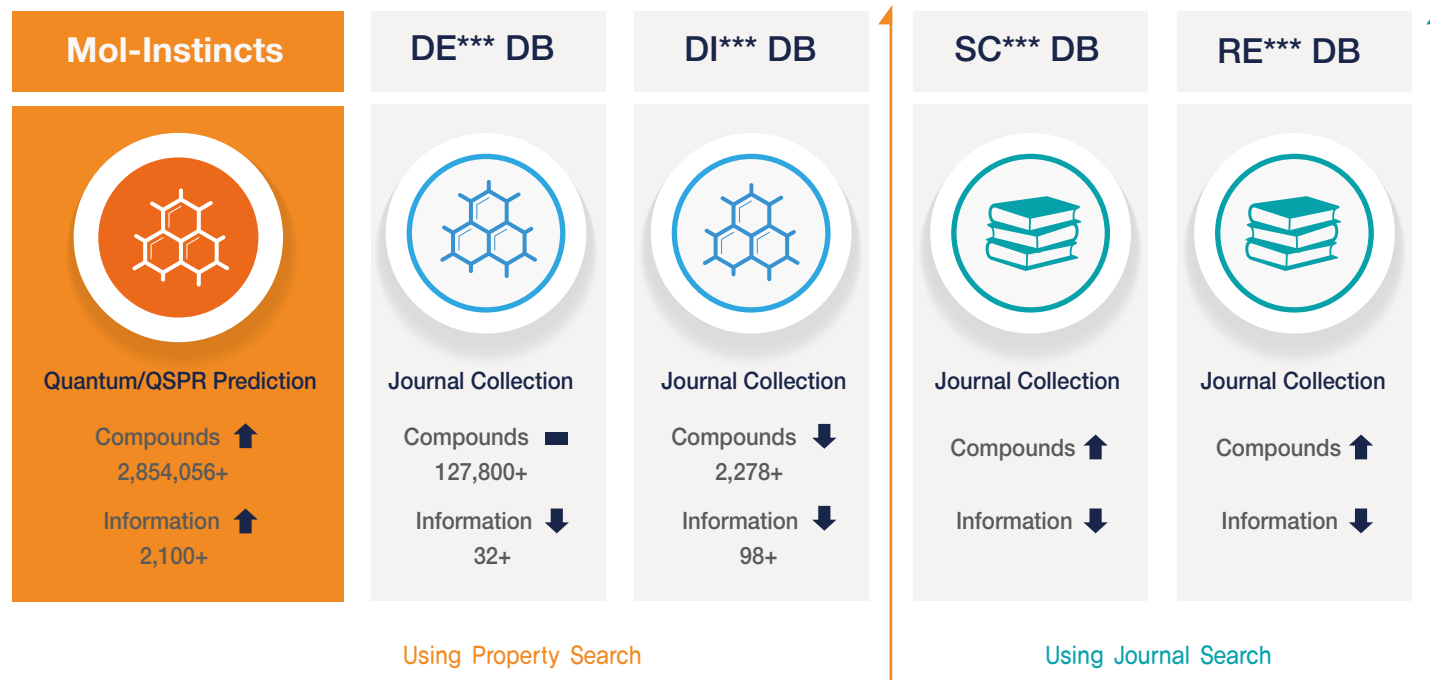 Mol-Instincts
Quantum/QSPR Prediction
Compounds
2,854,056+
Information
2,100+
DE*** DB
Journal Collection
Compounds
127,800+
Information
32+
DI*** DB
Journal Collection
Compounds
2,278+
Information
98+
SC*** DB
Journal Collection
Compounds
Information
RE*** DB
Journal Collection
Compounds
Information
Using Property Search
Using Journal Search